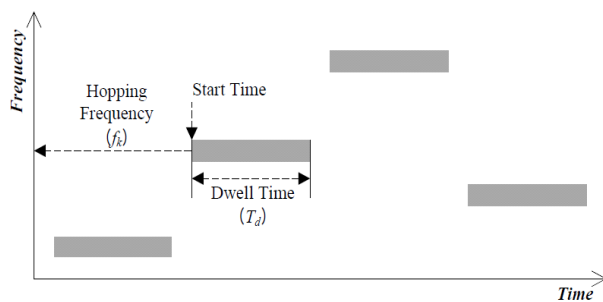 Frequency
Hopping
Frequency
(fk)
Start Time
Dwell Time
(Td)
Time